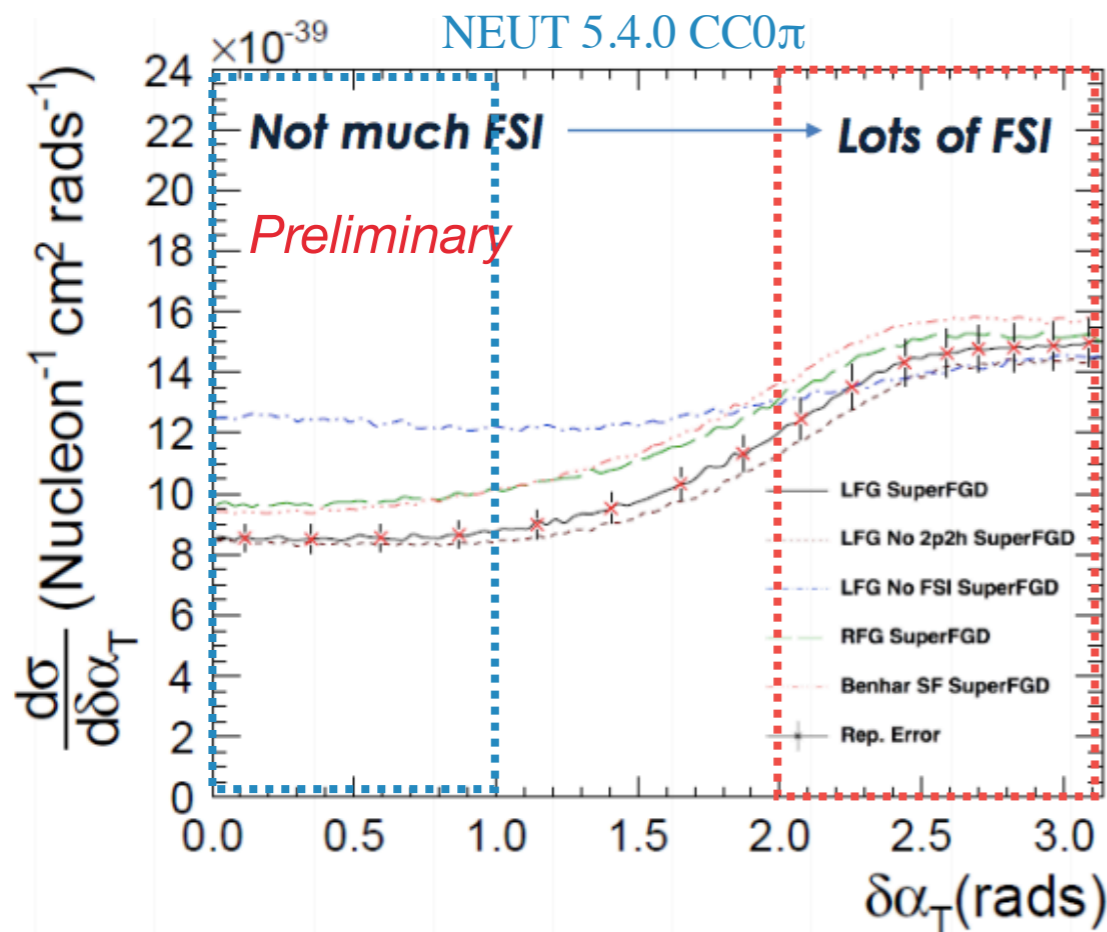 NEUT 5.4.0 CC0π
×10⁻³⁹
24
22
20
18
16
14
12
10
8
6
4
2
0
dσ/dδα_T (Nucleon⁻¹ cm² rads⁻¹)
Not much FSI
Lots of FSI
Preliminary
LFG SuperFGD
LFG No 2p2h SuperFGD
LFG No FSI SuperFGD
RFG SuperFGD
Benhar SF SuperFGD
Rep. Error
0.0 0.5 1.0 1.5 2.0 2.5 3.0
δα_T(rads)